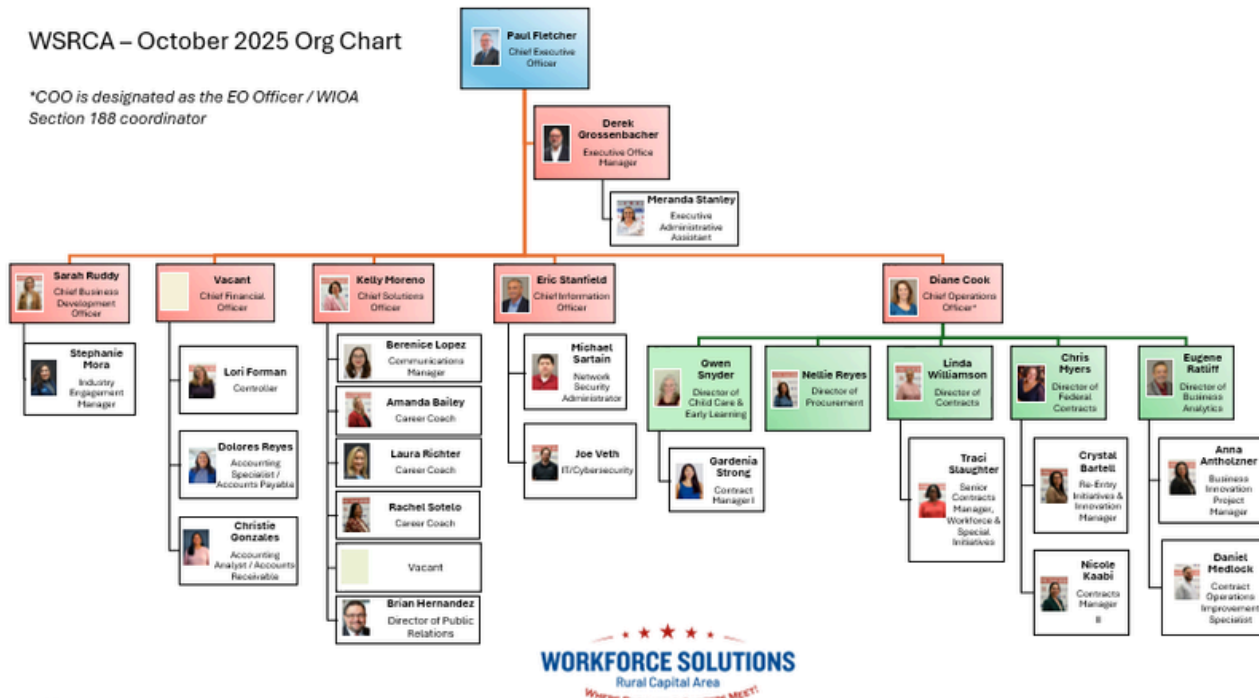 WSRCA – October 2025 Org Chart
*COO is designated as the EO Officer / WIOA
Section 188 coordinator
Paul Fletcher
Chief Executive
Officer
Derek
Grossenbacher
Executive Office
Manager
Meranda Stanley
Executive
Administrative
Assistant
Sarah Ruddy
Chief Business
Development
Officer
Stephanie
Mora
Industry
Engagement
Manager
Vacant
Chief Financial
Officer
Lori Forman
Controller
Dolores Reyes
Accounting
Specialist /
Accounts Payable
Christie
Gonzales
Accounting
Analyst / Accounts
Receivable
Kelly Moreno
Chief Solutions
Officer
Berenice Lopez
Communications
Manager
Amanda Bailey
Career Coach
Laura Richter
Career Coach
Rachel Sotelo
Career Coach
Vacant
Brian Hernandez
Director of Public
Relations
Eric Stanfield
Chief Information
Officer
Michael
Sartain
Network
Security
Administrator
Joe Veth
IT/Cybersecurity
Diane Cook
Chief Operations
Officer*
Gwen
Snyder
Director of
Child Care &
Early Learning
Gardenia
Strong
Contract
Manager I
Nellie Reyes
Director of
Procurement
Linda
Williamson
Director of
Contracts
Traci
Slaughter
Senior
Contracts
Manager,
Workforce &
Special
Initiatives
Chris
Myers
Director of
Federal
Contracts
Crystal
Bartell
Re-Entry
Initiatives &
Innovation
Manager
Nicole
Kaabi
Contracts
Manager
II
Eugene
Ratliff
Director of
Business
Analytics
Anna
Antholzner
Business
Innovation
Project
Manager
Daniel
Medlock
Contract
Operations
Improvement
Specialist
WORKFORCE SOLUTIONS
Rural Capital Area
MEET!